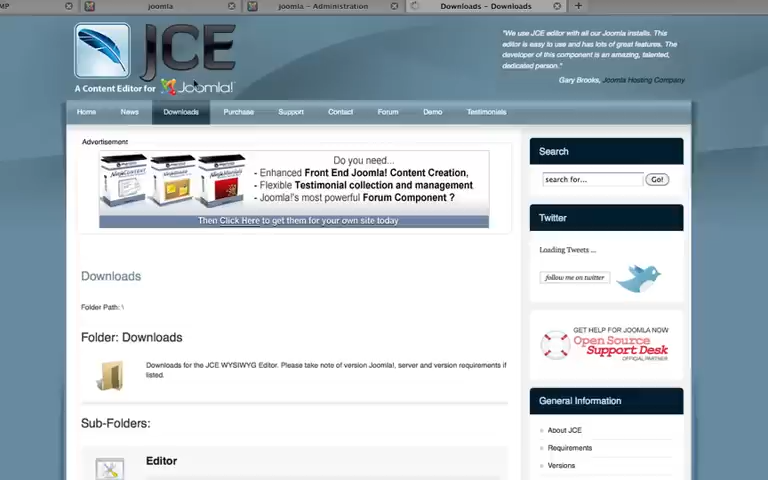 MP
joomla
joomla – Administration
Downloads – Downloads
JCE
A Content Editor for Joomla!
"We use JCE editor with all our Joomla installs. This
editor is easy to use and has lots of great features. The
developer of this component is an amazing, talented,
dedicated person."
Gary Brooks, Joomla Hosting Company
Home
News
Downloads
Purchase
Support
Contact
Forum
Demo
Testimonials
Advertisement
Do you need...
- Enhanced Front End Joomla! Content Creation,
- Flexible Testimonial collection and management
- Joomla!'s most powerful Forum Component ?
Then Click Here to get them for your own site today
Search
search for...
Go!
Twitter
Loading Tweets ...
follow me on twitter
Downloads
Folder Path: \
Folder: Downloads
Downloads for the JCE WYSIWYG Editor. Please take note of version Joomla!, server and version requirements if
listed.
GET HELP FOR JOOMLA NOW
Open Source
Support Desk
OFFICIAL PARTNER
General Information
About JCE
Requirements
Versions
Sub-Folders:
Editor